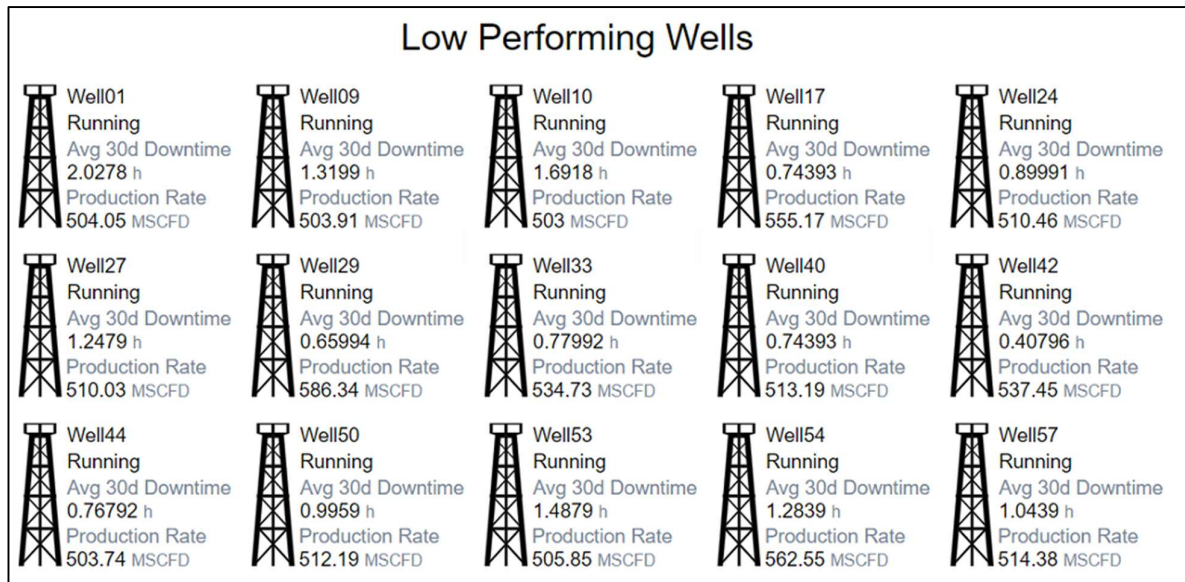 Low Performing Wells
Well01
Running
Avg 30d Downtime
2.0278 h
Production Rate
504.05 MSCFD
Well09
Running
Avg 30d Downtime
1.3199 h
Production Rate
503.91 MSCFD
Well10
Running
Avg 30d Downtime
1.6918 h
Production Rate
503 MSCFD
Well17
Running
Avg 30d Downtime
0.74393 h
Production Rate
555.17 MSCFD
Well24
Running
Avg 30d Downtime
0.89991 h
Production Rate
510.46 MSCFD
Well27
Running
Avg 30d Downtime
1.2479 h
Production Rate
510.03 MSCFD
Well29
Running
Avg 30d Downtime
0.65994 h
Production Rate
586.34 MSCFD
Well33
Running
Avg 30d Downtime
0.77992 h
Production Rate
534.73 MSCFD
Well40
Running
Avg 30d Downtime
0.74393 h
Production Rate
513.19 MSCFD
Well42
Running
Avg 30d Downtime
0.40796 h
Production Rate
537.45 MSCFD
Well44
Running
Avg 30d Downtime
0.76792 h
Production Rate
503.74 MSCFD
Well50
Running
Avg 30d Downtime
0.9959 h
Production Rate
512.19 MSCFD
Well53
Running
Avg 30d Downtime
1.4879 h
Production Rate
505.85 MSCFD
Well54
Running
Avg 30d Downtime
1.2839 h
Production Rate
562.55 MSCFD
Well57
Running
Avg 30d Downtime
1.0439 h
Production Rate
514.38 MSCFD